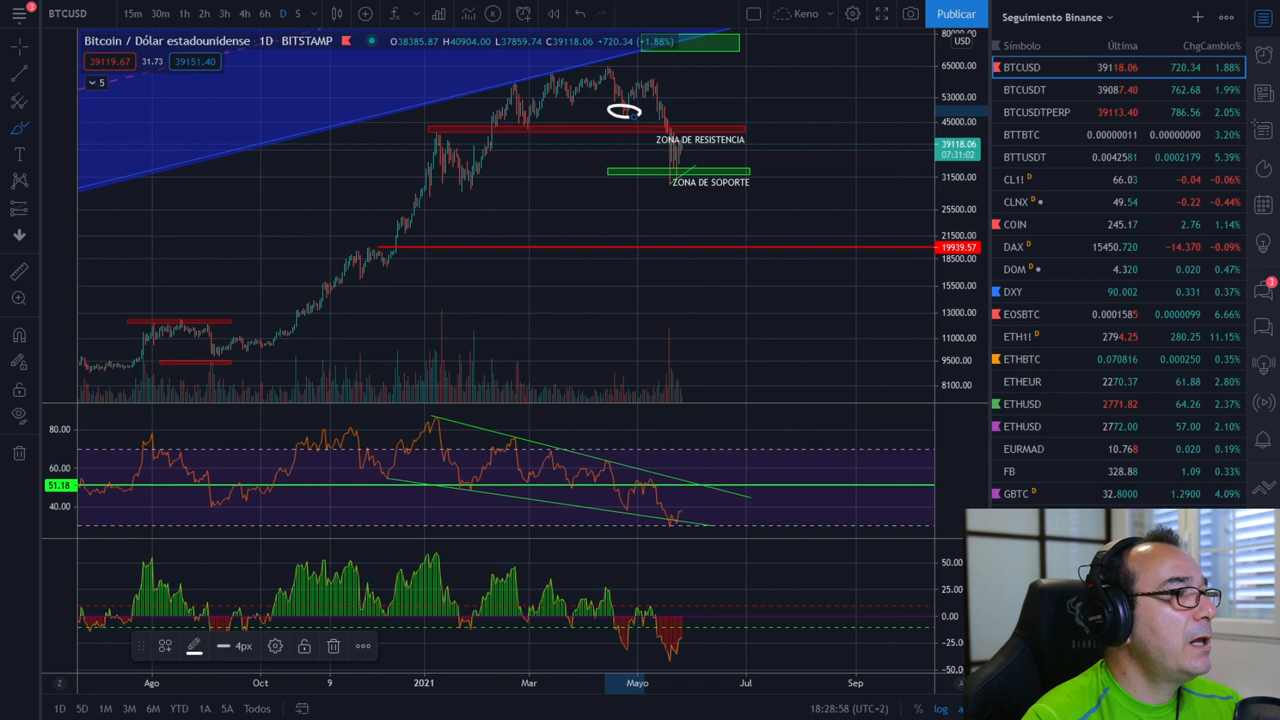 3
BTCUSD 15m 30m 1h 2h 3h 4h 6h D S Keno Publicar
Seguimiento Binance
Bitcoin / Dólar estadounidense 1D BITSTAMP O38385.87 H40904.00 L37859.74 C39118.06 +720.34 (+1.88%)
39119.67 31.73 39151.40
5
USD
80000.00
65000.00
53000.00
45000.00
39118.06
07:31:02
31500.00
25500.00
21500.00
19939.57
18500.00
15500.00
13000.00
11000.00
9500.00
8100.00
ZONA DE RESISTENCIA
ZONA DE SOPORTE
80.00
60.00
51.18
40.00
50.00
25.00
0.00
-25.00
-50.00
4px
Z Ago Oct 9 2021 Mar Mayo Jul Sep
1D 5D 1M 3M 6M YTD 1A 5A Todos 18:28:58 (UTC+2) % log
Símbolo Última Chg Cambio%
BTCUSD 39118.06 720.34 1.88%
BTCUSDT 39087.40 762.68 1.99%
BTCUSDTPERP 39113.40 786.56 2.05%
BTTBTC 0.00000011 0.0000000 3.20%
BTTUSDT 0.0042581 0.0002179 5.39%
CL1! D 66.03 -0.04 -0.06%
CLNX D 49.54 -0.22 -0.44%
COIN 245.17 2.76 1.14%
DAX D 15450.720 -14.370 -0.09%
DOM D 4.320 0.020 0.47%
DXY 90.002 0.331 0.37%
EOSBTC 0.0001585 0.0000099 6.66%
ETH1! D 2794.25 280.25 11.15%
ETHBTC 0.070816 0.000250 0.35%
ETHEUR 2270.37 61.88 2.80%
ETHUSD 2771.82 64.26 2.37%
ETHUSD 2772.00 57.00 2.10%
EURMAD 10.768 0.020 0.19%
FB 328.88 1.09 0.33%
GBTC D 32.8000 1.2900 4.09%
3